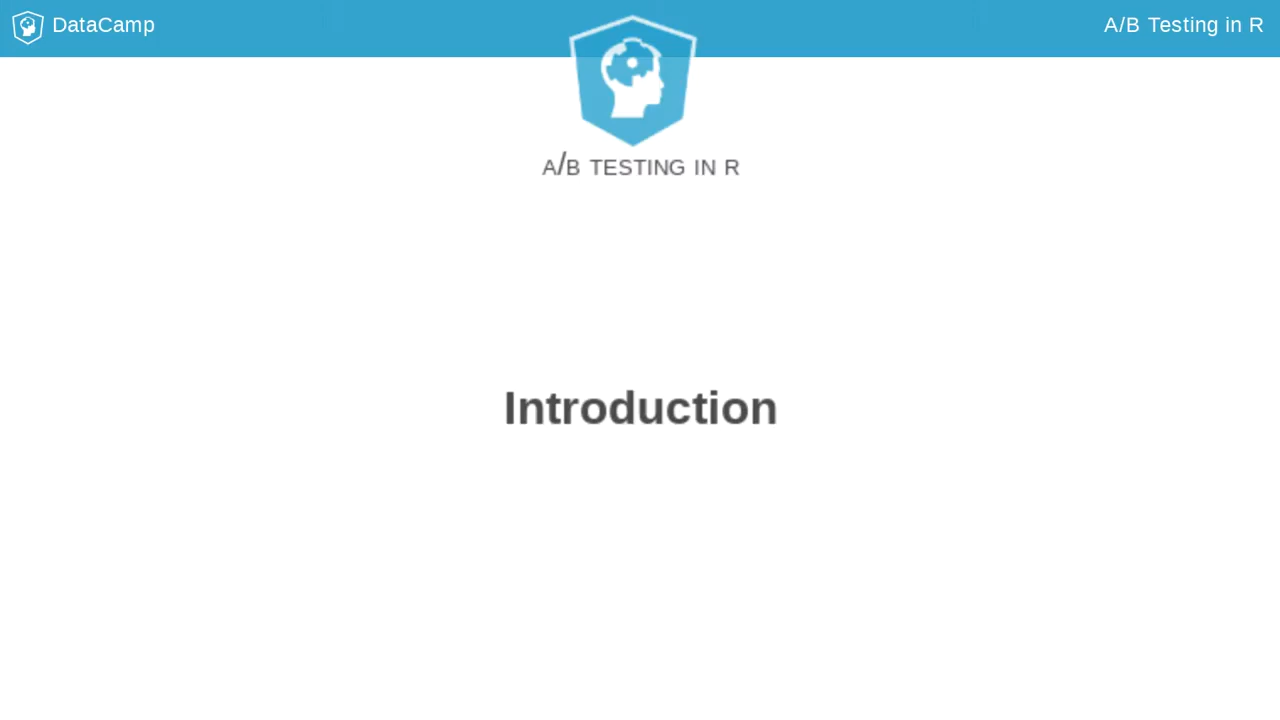 DataCamp
A/B Testing in R
A/B TESTING IN R
Introduction